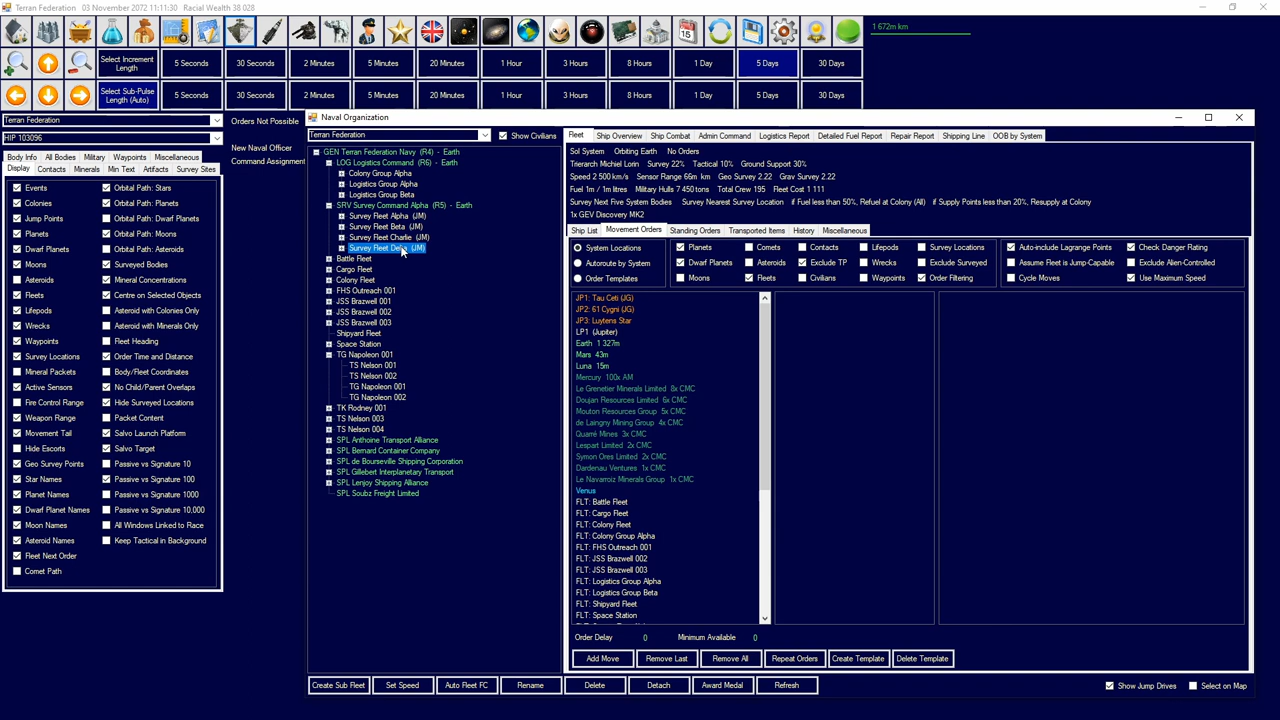 Terran Federation   03 November 2072 11:11:30   Racial Wealth 38 028
1 672m km
Select Increment Length
5 Seconds
30 Seconds
2 Minutes
5 Minutes
20 Minutes
1 Hour
3 Hours
8 Hours
1 Day
5 Days
30 Days
Select Sub-Pulse Length (Auto)
5 Seconds
30 Seconds
2 Minutes
5 Minutes
20 Minutes
1 Hour
3 Hours
8 Hours
1 Day
5 Days
30 Days
Terran Federation
HIP 103096
Orders Not Possible
New Naval Officer
Command Assignment
Body Info   All Bodies   Military   Waypoints   Miscellaneous
Display   Contacts   Minerals   Min Text   Artifacts   Survey Sites
Events   Orbital Path: Stars
Colonies   Orbital Path: Planets
Jump Points   Orbital Path: Dwarf Planets
Planets   Orbital Path: Moons
Dwarf Planets   Orbital Path: Asteroids
Moons   Surveyed Bodies
Asteroids   Mineral Concentrations
Fleets   Centre on Selected Objects
Lifepods   Asteroid with Colonies Only
Wrecks   Asteroid with Minerals Only
Waypoints   Fleet Heading
Survey Locations   Order Time and Distance
Mineral Packets   Body/Fleet Coordinates
Active Sensors   No Child/Parent Overlaps
Fire Control Range   Hide Surveyed Locations
Weapon Range   Packet Content
Movement Tail   Salvo Launch Platform
Hide Escorts   Salvo Target
Geo Survey Points   Passive vs Signature 10
Star Names   Passive vs Signature 100
Planet Names   Passive vs Signature 1000
Dwarf Planet Names   Passive vs Signature 10,000
Moon Names   All Windows Linked to Race
Asteroid Names   Keep Tactical in Background
Fleet Next Order
Comet Path
Naval Organization
Terran Federation   Show Civilians
GEN Terran Federation Navy (R4) - Earth
LOG Logistics Command (R6) - Earth
Colony Group Alpha
Logistics Group Alpha
Logistics Group Beta
SRV Survey Command Alpha (R5) - Earth
Survey Fleet Alpha (JM)
Survey Fleet Beta (JM)
Survey Fleet Charlie (JM)
Survey Fleet Delta (JM)
Battle Fleet
Cargo Fleet
Colony Fleet
FHS Outreach 001
JSS Brazwell 001
JSS Brazwell 002
JSS Brazwell 003
Shipyard Fleet
Space Station
TG Napoleon 001
TS Nelson 001
TS Nelson 002
TG Napoleon 001
TG Napoleon 002
TK Rodney 001
TS Nelson 003
TS Nelson 004
SPL Anthoine Transport Alliance
SPL Bernard Container Company
SPL de Bourseville Shipping Corporation
SPL Gillebert Interplanetary Transport
SPL Lenjoy Shipping Alliance
SPL Soubz Freight Limited
Fleet   Ship Overview   Ship Combat   Admin Command   Logistics Report   Detailed Fuel Report   Repair Report   Shipping Line   OOB by System
Sol System   Orbiting Earth   No Orders
Trierarch Michiel Lorin   Survey 22%   Tactical 10%   Ground Support 30%
Speed 2 500 km/s   Sensor Range 66m km   Geo Survey 2.22   Grav Survey 2.22
Fuel 1m / 1m litres   Military Hulls 7 450 tons   Total Crew 195   Fleet Cost 1 111
Survey Next Five System Bodies   Survey Nearest Survey Location   if Fuel less than 50%, Refuel at Colony (All)   if Supply Points less than 20%, Resupply at Colony
1x GEV Discovery MK2
Ship List   Movement Orders   Standing Orders   Transported Items   History   Miscellaneous
System Locations   Planets   Comets   Contacts   Lifepods   Survey Locations   Auto-include Lagrange Points   Check Danger Rating
Autoroute by System   Dwarf Planets   Asteroids   Exclude TP   Wrecks   Exclude Surveyed   Assume Fleet is Jump-Capable   Exclude Alien-Controlled
Order Templates   Moons   Fleets   Civilians   Waypoints   Order Filtering   Cycle Moves   Use Maximum Speed
JP1: Tau Ceti (JG)
JP2: 61 Cygni (JG)
JP3: Luytens Star
LP1 (Jupiter)
Earth   1 327m
Mars   43m
Luna   15m
Mercury   100x AM
Le Grenetier Minerals Limited   8x CMC
Doujan Resources Limited   6x CMC
Mouton Resources Group   5x CMC
de Laingny Mining Group   4x CMC
Quarré Mines   3x CMC
Lespart Limited   2x CMC
Symon Ores Limited   2x CMC
Dardenau Ventures   1x CMC
Le Navarroiz Minerals Group   1x CMC
Venus
FLT: Battle Fleet
FLT: Cargo Fleet
FLT: Colony Fleet
FLT: Colony Group Alpha
FLT: FHS Outreach 001
FLT: JSS Brazwell 002
FLT: JSS Brazwell 003
FLT: Logistics Group Alpha
FLT: Logistics Group Beta
FLT: Shipyard Fleet
FLT: Space Station
Order Delay   0   Minimum Available   0
Add Move   Remove Last   Remove All   Repeat Orders   Create Template   Delete Template
Create Sub Fleet   Set Speed   Auto Fleet FC   Rename   Delete   Detach   Award Medal   Refresh   Show Jump Drives   Select on Map